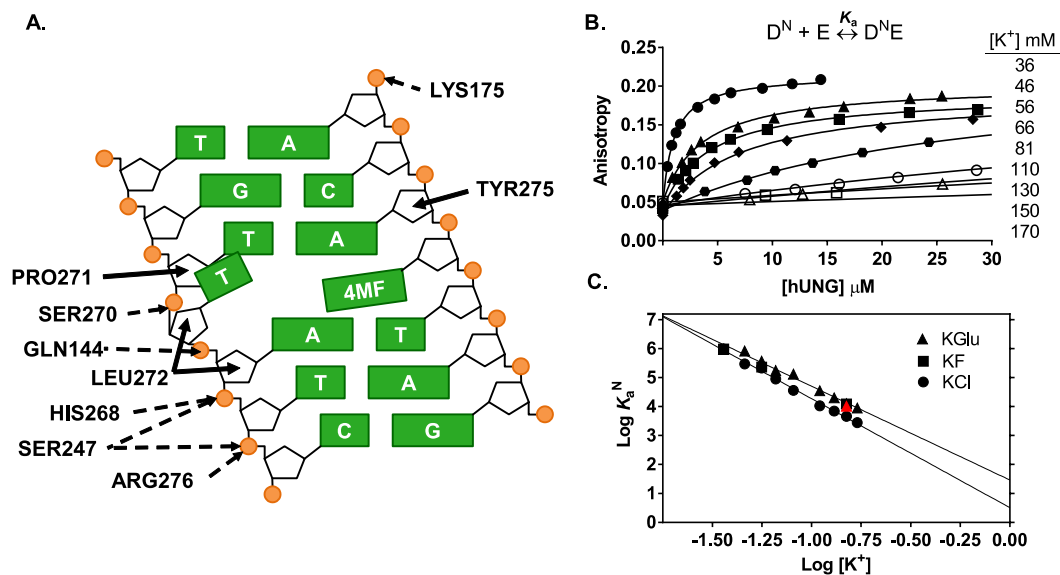 A.
LYS175
T A
G C
TYR275
T A
PRO271
T
4MF
SER270
GLN144
A T
LEU272
T A
HIS268
SER247
C G
ARG276
B.
Dᴺ + E ↔ DᴺE
Kₐ
[K⁺] mM
36
46
56
66
81
110
130
150
170
Anisotropy
0.25
0.20
0.15
0.10
0.05
0.00
5 10 15 20 25 30
[hUNG] μM
C.
Log Kₐᴺ
7
6
5
4
3
2
1
0
KGlu
KF
KCl
-1.50 -1.25 -1.00 -0.75 -0.50 -0.25 0.00
Log [K⁺]